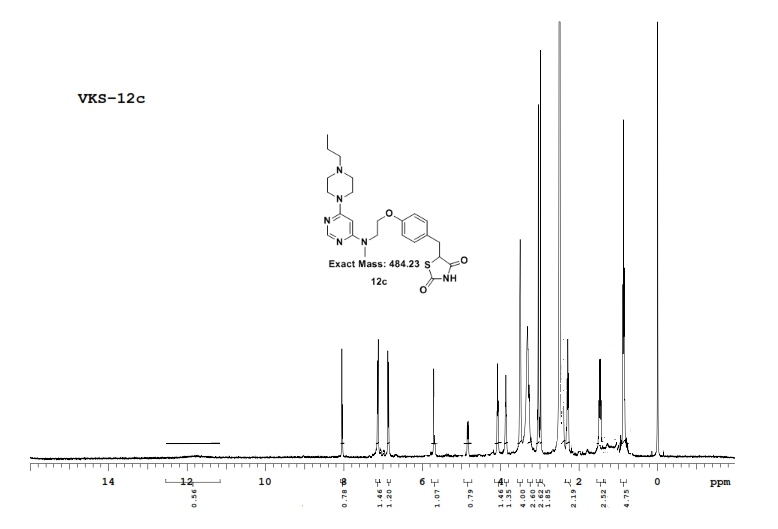 VKS-12c
N
N
N
O
N
N
Exact Mass: 484.23
S
O
NH
12c
O
14 12 10 8 6 4 2 0 ppm
0.56 0.78 1.46 1.20 1.07 0.79 1.46 1.35 4.00 2.60 2.62 1.85 2.19 2.52 4.75